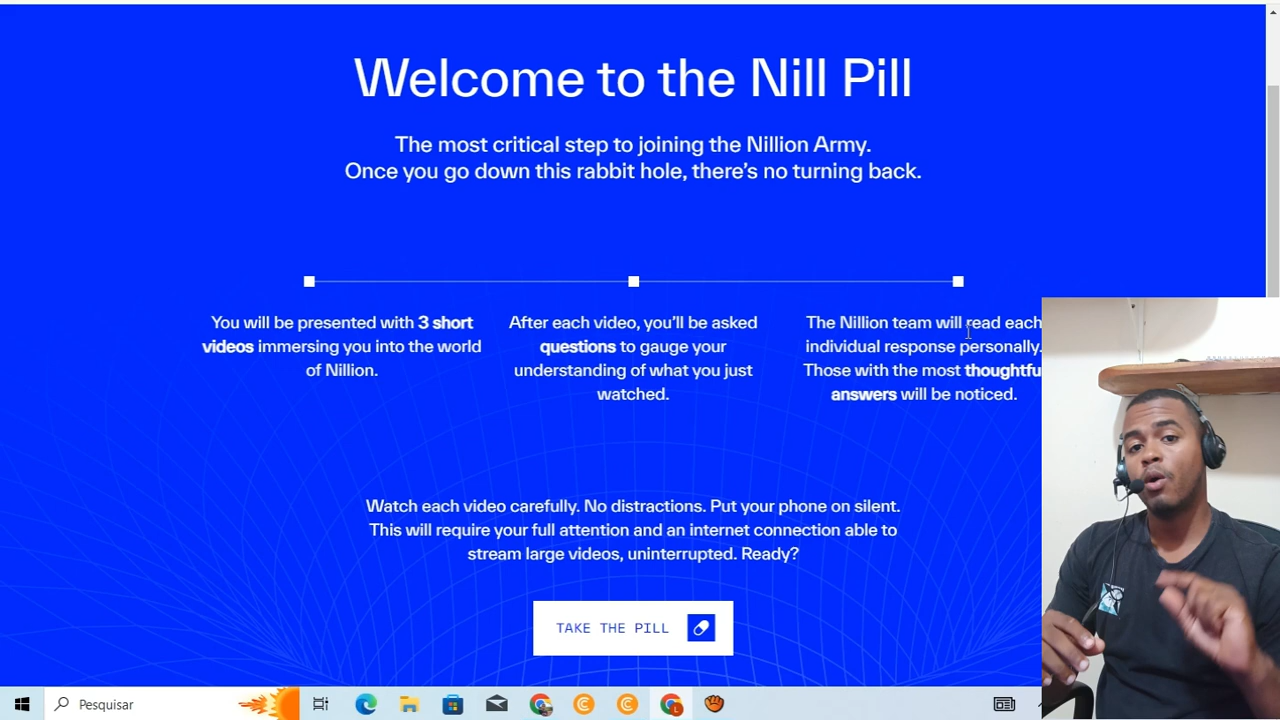 Welcome to the Nill Pill
The most critical step to joining the Nillion Army.
Once you go down this rabbit hole, there's no turning back.
You will be presented with 3 short
videos immersing you into the world
of Nillion.
After each video, you'll be asked
questions to gauge your
understanding of what you just
watched.
The Nillion team will read each
individual response personally.
Those with the most thoughtfu
answers will be noticed.
Watch each video carefully. No distractions. Put your phone on silent.
This will require your full attention and an internet connection able to
stream large videos, uninterrupted. Ready?
TAKE THE PILL
Pesquisar